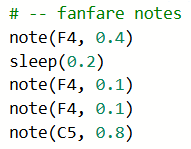 # -- fanfare notes
note(F4, 0.4)
sleep(0.2)
note(F4, 0.1)
note(F4, 0.1)
note(C5, 0.8)